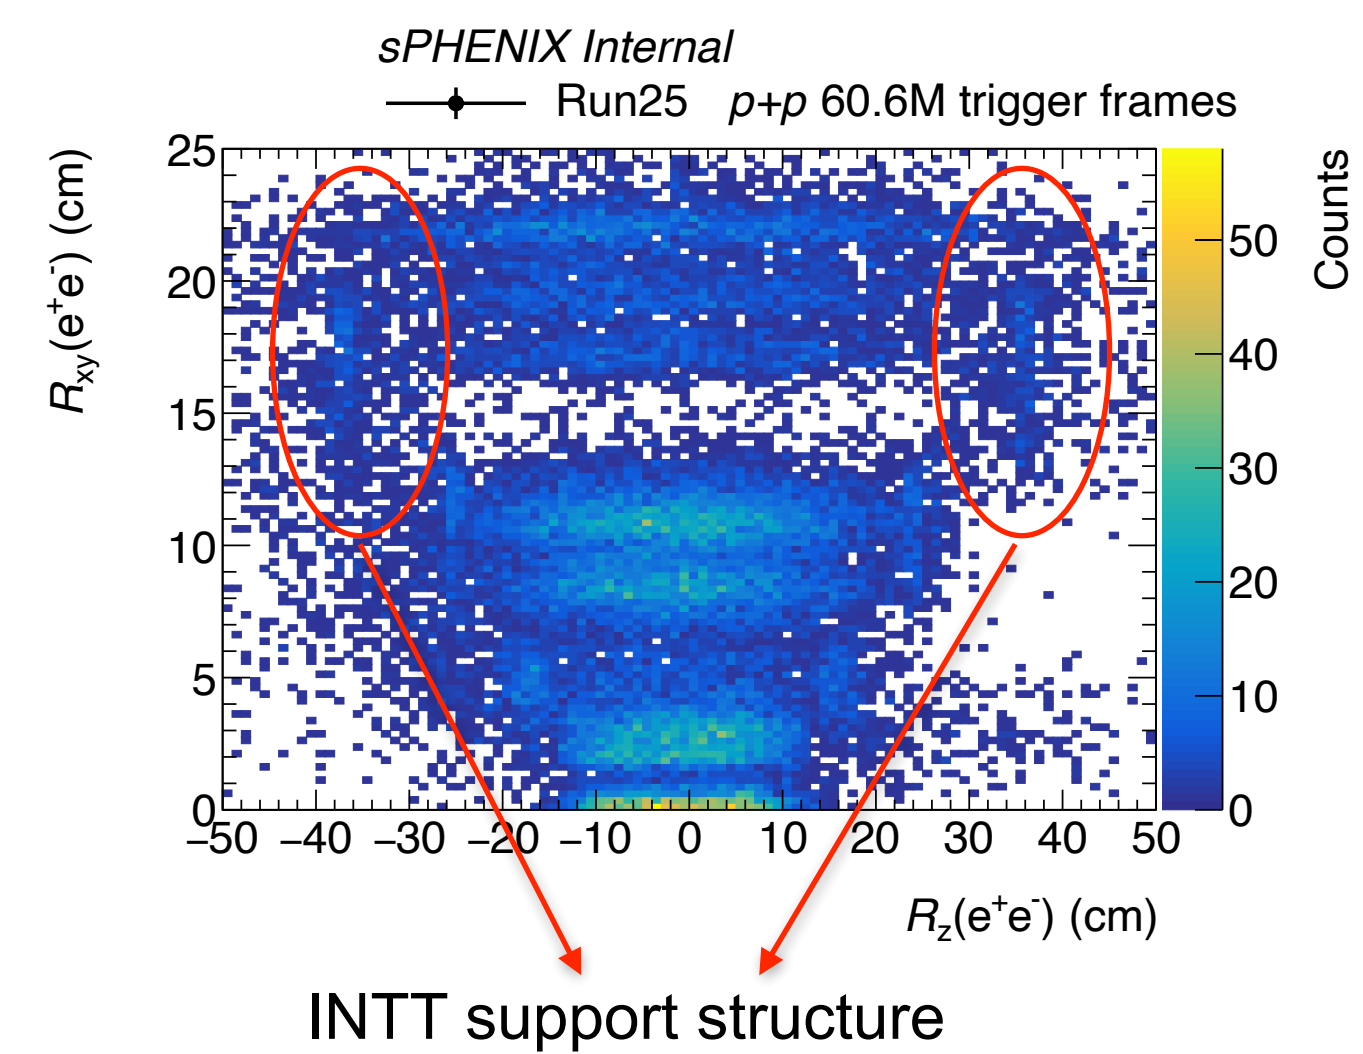 sPHENIX Internal
Run25 p+p 60.6M trigger frames
Rxy(e+e-) (cm)
25
20
15
10
5
0
−50 −40 −30 −20 −10 0 10 20 30 40 50
Rz(e+e-) (cm)
Counts
50
40
30
20
10
0
INTT support structure